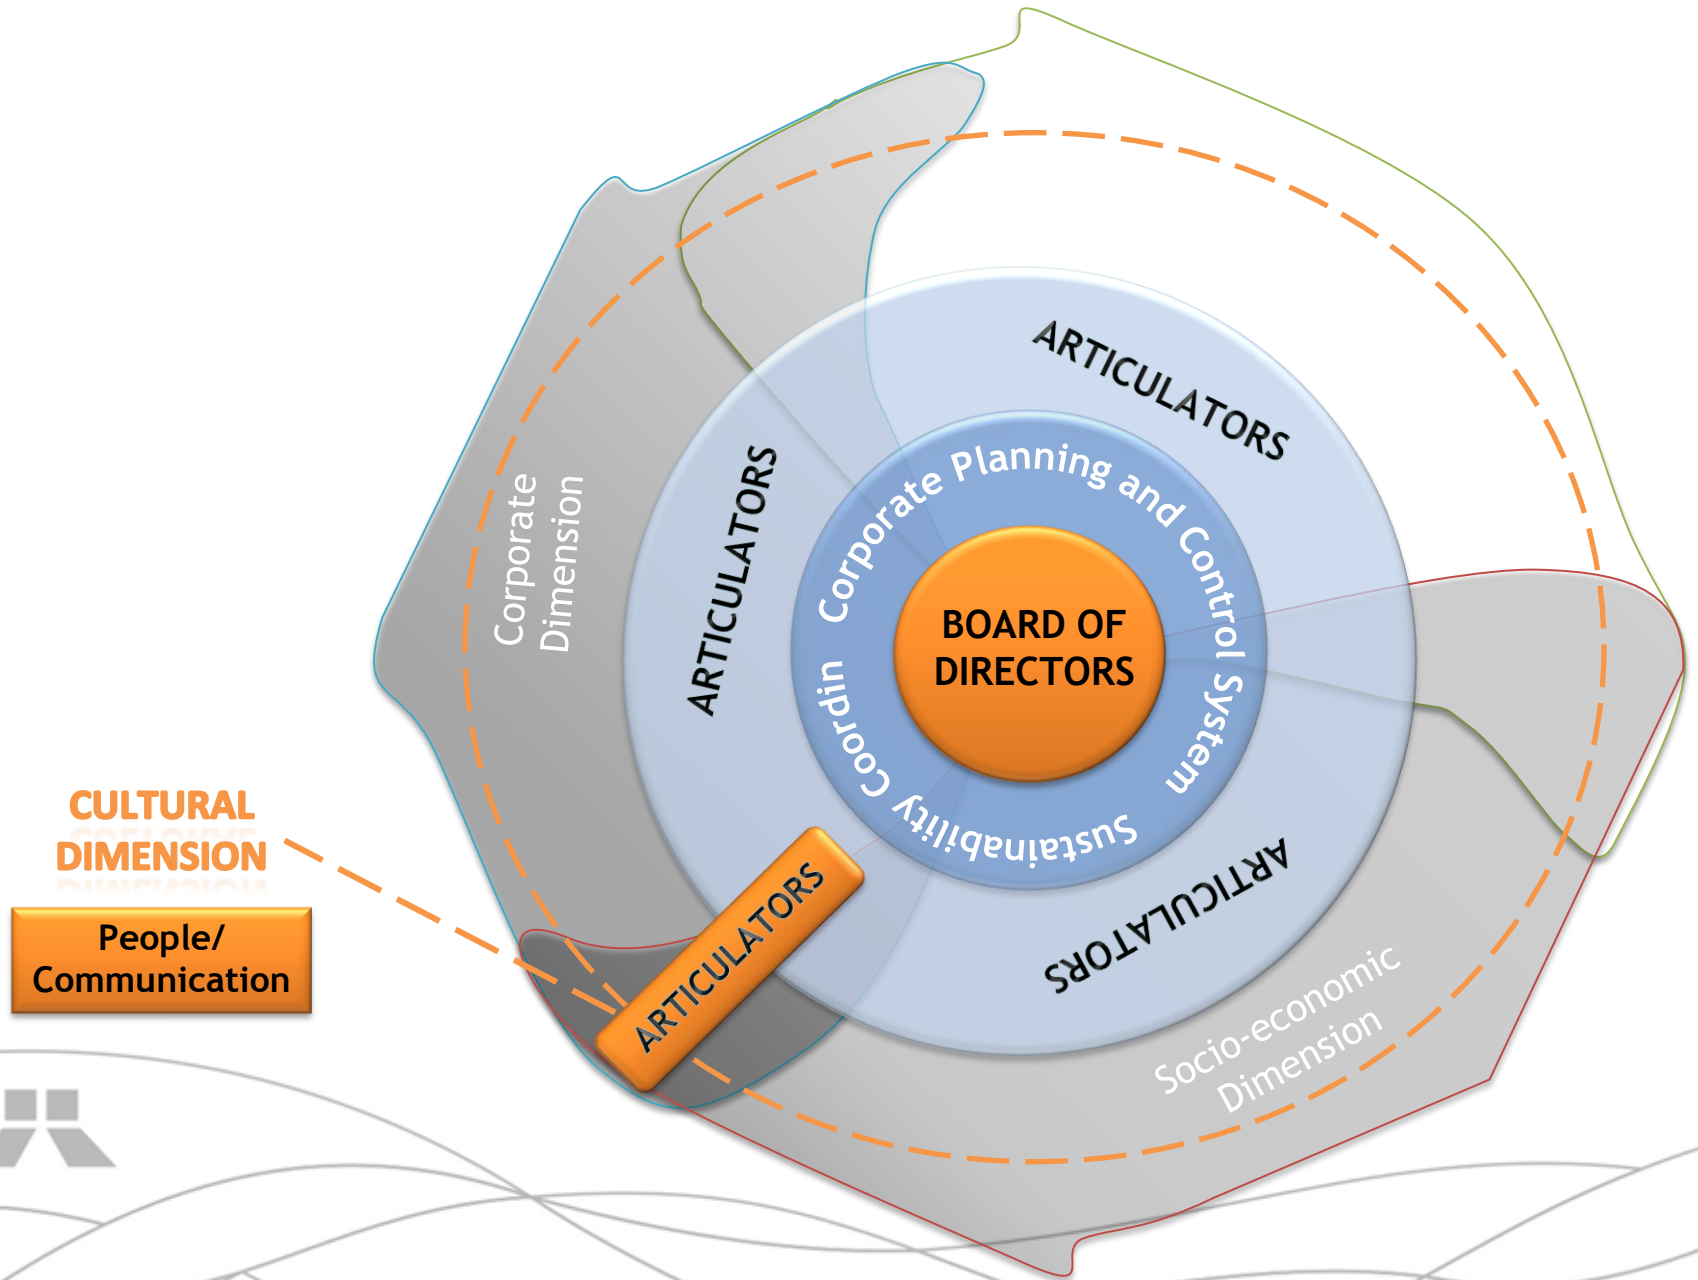 ARTICULATORS
ARTICULATORS
Corporate
Dimension
Corporate Planning and Control System
BOARD OF
DIRECTORS
Sustainability Coordin
CULTURAL
DIMENSION
People/
Communication
ARTICULATORS
ARTICULATORS
Socio-economic
Dimension